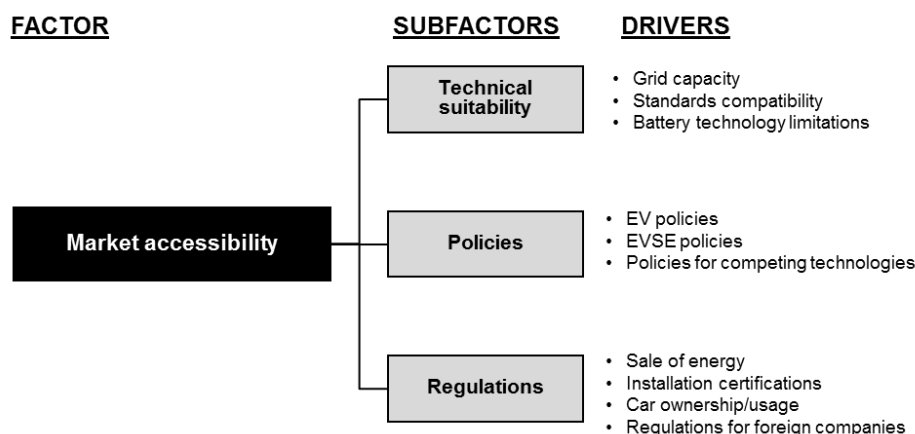 FACTOR
SUBFACTORS
DRIVERS
Technical
suitability
• Grid capacity
• Standards compatibility
• Battery technology limitations
Market accessibility
Policies
• EV policies
• EVSE policies
• Policies for competing technologies
Regulations
• Sale of energy
• Installation certifications
• Car ownership/usage
• Regulations for foreign companies